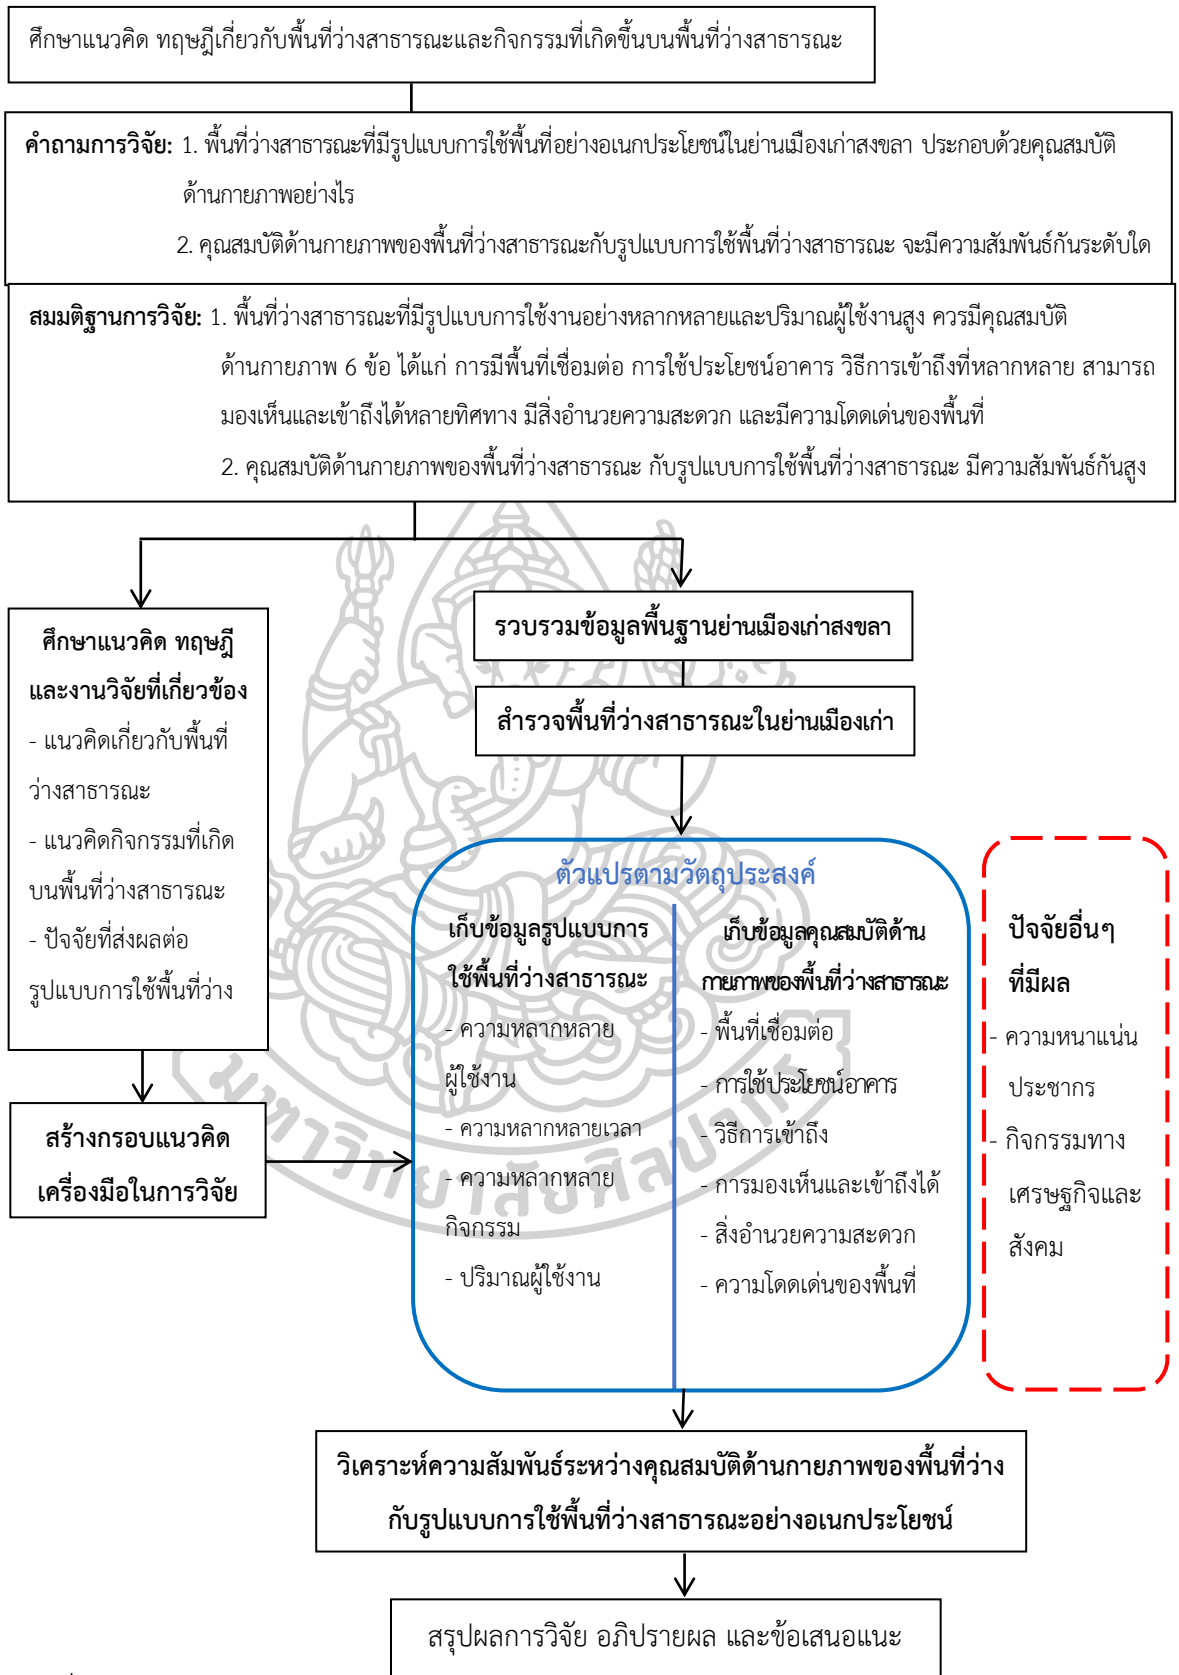 ศึกษาแนวคิด ทฤษฎีเกี่ยวกับพื้นที่ว่างสาธารณะและกิจกรรมที่เกิดขึ้นบนพื้นที่ว่างสาธารณะ
คำถามการวิจัย: 1. พื้นที่ว่างสาธารณะที่มีรูปแบบการใช้พื้นที่อย่างอเนกประโยชน์ในย่านเมืองเก่าสงขลา ประกอบด้วยคุณสมบัติ
ด้านกายภาพอย่างไร
2. คุณสมบัติด้านกายภาพของพื้นที่ว่างสาธารณะกับรูปแบบการใช้พื้นที่ว่างสาธารณะ จะมีความสัมพันธ์กันระดับใด
สมมติฐานการวิจัย: 1. พื้นที่ว่างสาธารณะที่มีรูปแบบการใช้งานอย่างหลากหลายและปริมาณผู้ใช้งานสูง ควรมีคุณสมบัติ
ด้านกายภาพ 6 ข้อ ได้แก่ การมีพื้นที่เชื่อมต่อ การใช้ประโยชน์อาคาร วิธีการเข้าถึงที่หลากหลาย สามารถ
มองเห็นและเข้าถึงได้หลายทิศทาง มีสิ่งอำนวยความสะดวก และมีความโดดเด่นของพื้นที่
2. คุณสมบัติด้านกายภาพของพื้นที่ว่างสาธารณะ กับรูปแบบการใช้พื้นที่ว่างสาธารณะ มีความสัมพันธ์กันสูง
ศึกษาแนวคิด ทฤษฎี
และงานวิจัยที่เกี่ยวข้อง
- แนวคิดเกี่ยวกับพื้นที่
ว่างสาธารณะ
- แนวคิดกิจกรรมที่เกิด
บนพื้นที่ว่างสาธารณะ
- ปัจจัยที่ส่งผลต่อ
รูปแบบการใช้พื้นที่ว่าง
สร้างกรอบแนวคิด
เครื่องมือในการวิจัย
รวบรวมข้อมูลพื้นฐานย่านเมืองเก่าสงขลา
สำรวจพื้นที่ว่างสาธารณะในย่านเมืองเก่า
ตัวแปรตามวัตถุประสงค์
เก็บข้อมูลรูปแบบการ
ใช้พื้นที่ว่างสาธารณะ
- ความหลากหลาย
ผู้ใช้งาน
- ความหลากหลายเวลา
- ความหลากหลาย
กิจกรรม
- ปริมาณผู้ใช้งาน
เก็บข้อมูลคุณสมบัติด้าน
กายภาพของพื้นที่ว่างสาธารณะ
- พื้นที่เชื่อมต่อ
- การใช้ประโยชน์อาคาร
- วิธีการเข้าถึง
- การมองเห็นและเข้าถึงได้
- สิ่งอำนวยความสะดวก
- ความโดดเด่นของพื้นที่
ปัจจัยอื่นๆ
ที่มีผล
- ความหนาแน่น
ประชากร
- กิจกรรมทาง
เศรษฐกิจและ
สังคม
มหาวิทยาลัยศิลปากร
วิเคราะห์ความสัมพันธ์ระหว่างคุณสมบัติด้านกายภาพของพื้นที่ว่าง
กับรูปแบบการใช้พื้นที่ว่างสาธารณะอย่างอเนกประโยชน์
สรุปผลการวิจัย อภิปรายผล และข้อเสนอแนะ